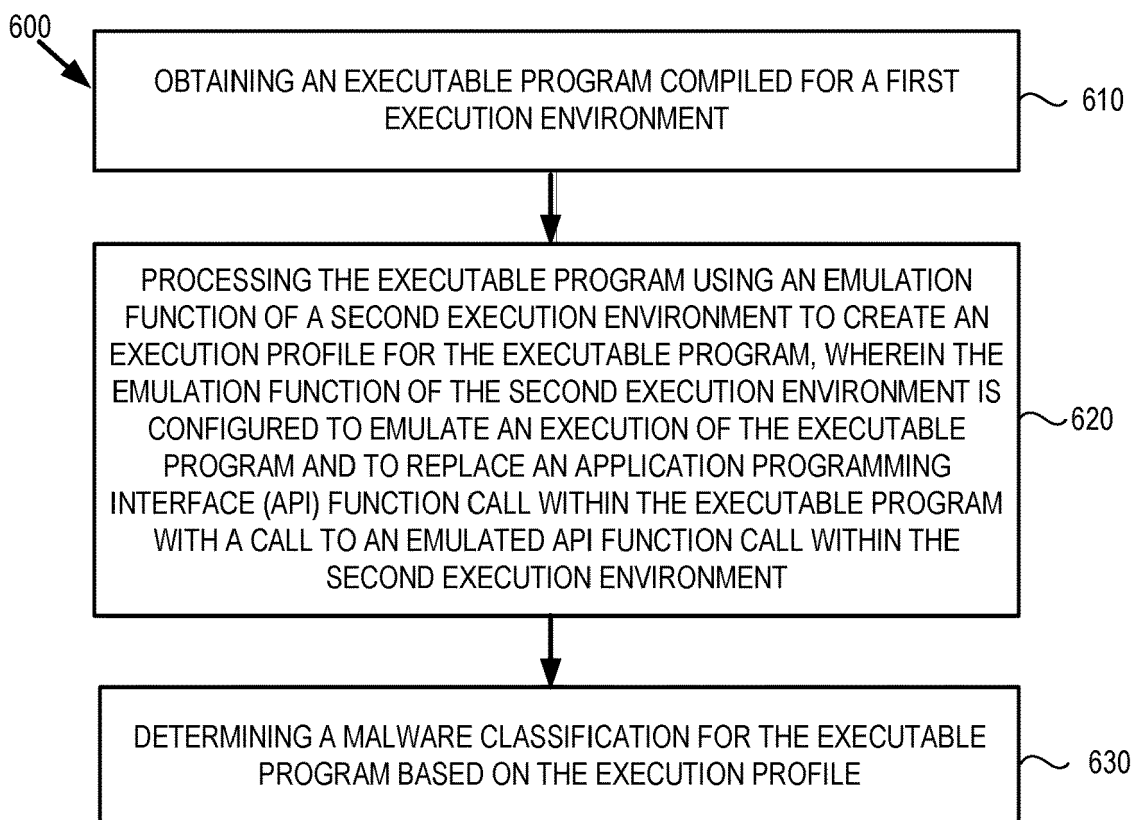 600
OBTAINING AN EXECUTABLE PROGRAM COMPILED FOR A FIRST
EXECUTION ENVIRONMENT
610
PROCESSING THE EXECUTABLE PROGRAM USING AN EMULATION
FUNCTION OF A SECOND EXECUTION ENVIRONMENT TO CREATE AN
EXECUTION PROFILE FOR THE EXECUTABLE PROGRAM, WHEREIN THE
EMULATION FUNCTION OF THE SECOND EXECUTION ENVIRONMENT IS
CONFIGURED TO EMULATE AN EXECUTION OF THE EXECUTABLE
PROGRAM AND TO REPLACE AN APPLICATION PROGRAMMING
INTERFACE (API) FUNCTION CALL WITHIN THE EXECUTABLE PROGRAM
WITH A CALL TO AN EMULATED API FUNCTION CALL WITHIN THE
SECOND EXECUTION ENVIRONMENT
620
DETERMINING A MALWARE CLASSIFICATION FOR THE EXECUTABLE
PROGRAM BASED ON THE EXECUTION PROFILE
630